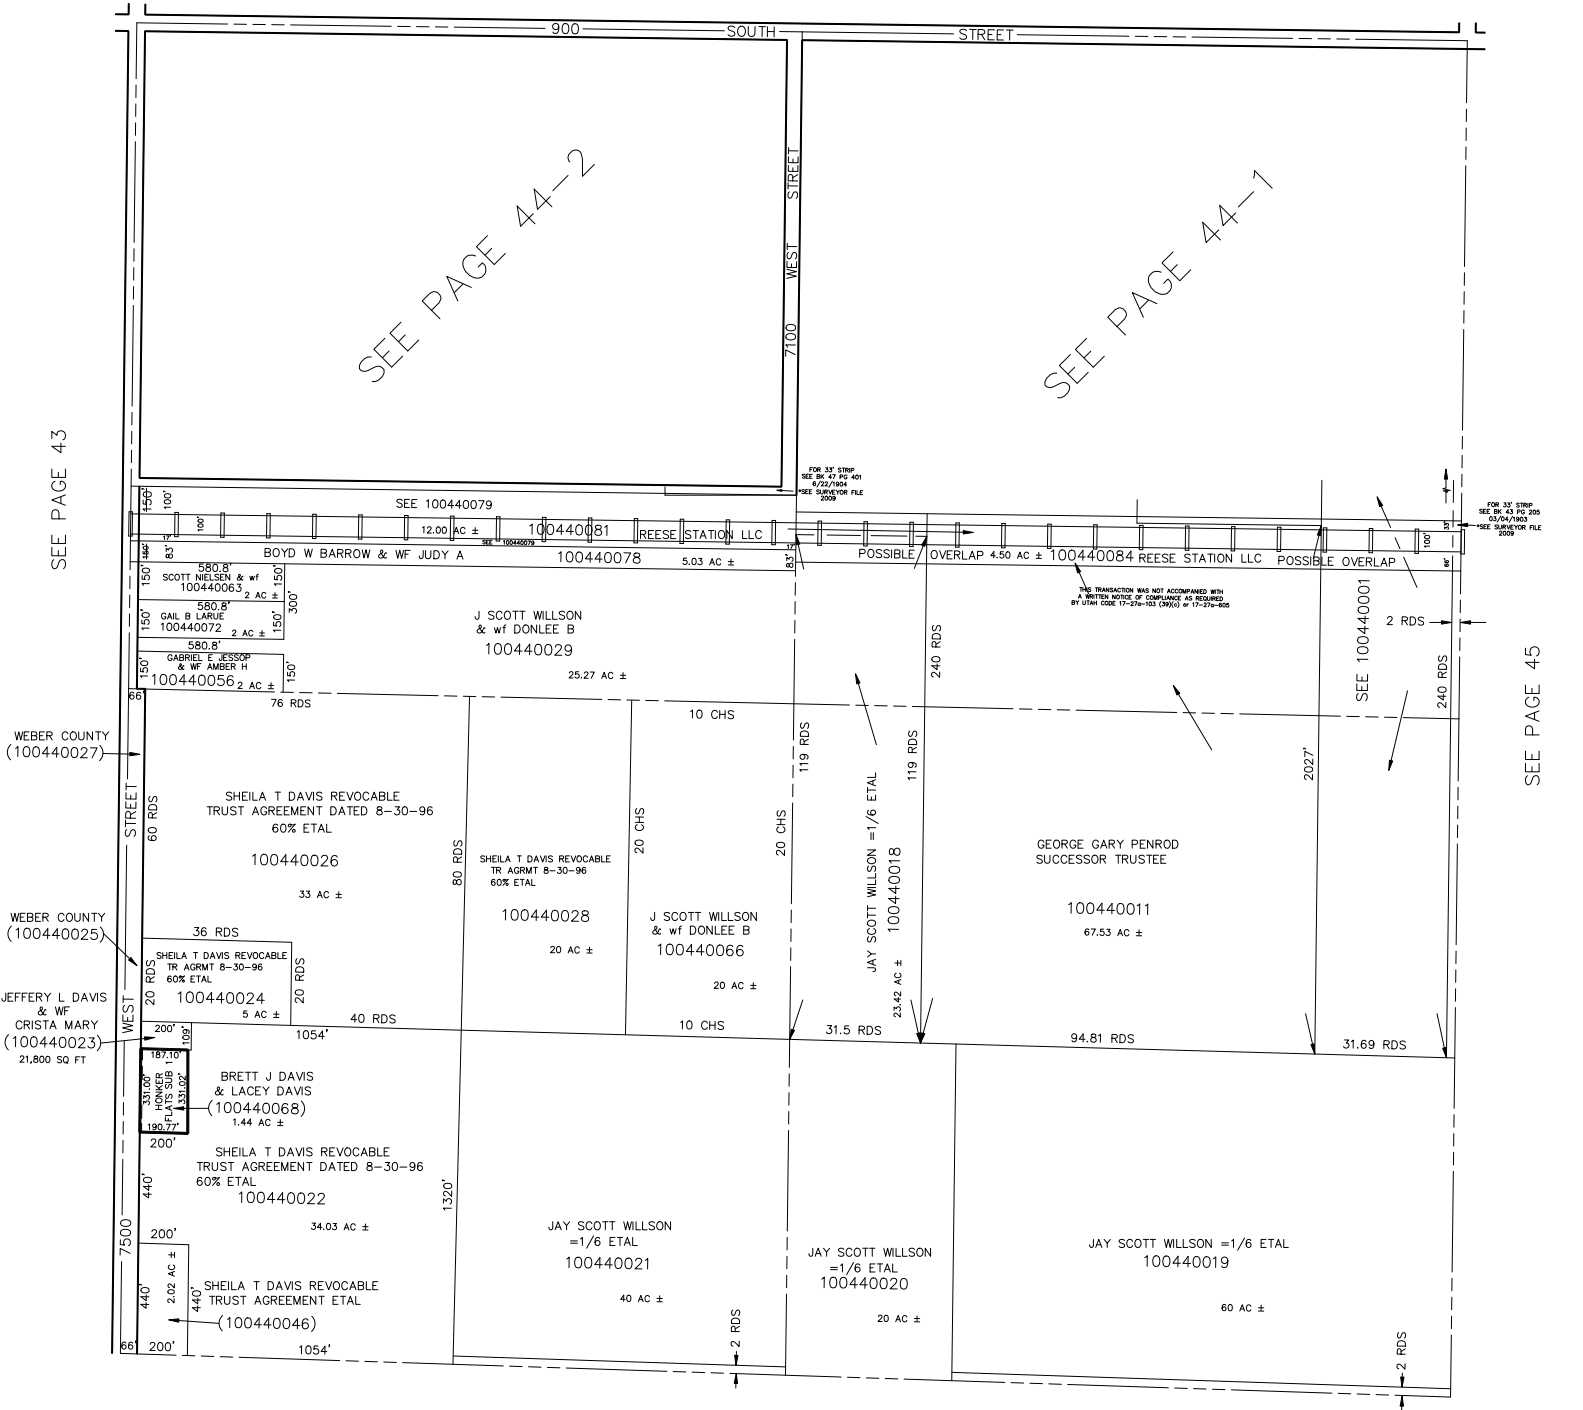 900 SOUTH STREET
SEE PAGE 44-2
SEE PAGE 44-1
7100 WEST STREET
SEE PAGE 43
SEE PAGE 45
FOR 33' STRIP
SEE BK 47 PG 401
6/22/1904
*SEE SURVEYOR FILE
2009
FOR 33' STRIP
SEE BK 43 PG 205
03/04/1903
*SEE SURVEYOR FILE
2009
150'
100'
SEE 100440079
100'
12.00 AC ±
100440081
REESE STATION LLC
17'
SEE 100440079
17'
33'
100'
66'
150'
83'
BOYD W BARROW & WF JUDY A
100440078
5.03 AC ±
83'
POSSIBLE OVERLAP 4.50 AC ± 100440084 REESE STATION LLC POSSIBLE OVERLAP
THIS TRANSACTION WAS NOT ACCOMPANIED WITH
A WRITTEN NOTICE OF COMPLIANCE AS REQUIRED
BY UTAH CODE 17-27a-103 (39)(c) or 17-27a-605
580.8'
150'
SCOTT NIELSEN & wf
100440063
2 AC ±
150'
300'
580.8'
150'
GAIL B LARUE
100440072
2 AC ±
150'
580.8'
150'
GABRIEL E JESSOP
& WF AMBER H
100440056
2 AC ±
150'
J SCOTT WILLSON
& wf DONLEE B
100440029
25.27 AC ±
240 RDS
SEE 100440001
2 RDS
240 RDS
66'
76 RDS
10 CHS
WEBER COUNTY
(100440027)
7500 WEST STREET
60 RDS
SHEILA T DAVIS REVOCABLE
TRUST AGREEMENT DATED 8-30-96
60% ETAL
100440026
33 AC ±
80 RDS
SHEILA T DAVIS REVOCABLE
TR AGRMT 8-30-96
60% ETAL
100440028
20 AC ±
20 CHS
J SCOTT WILLSON
& wf DONLEE B
100440066
20 AC ±
20 CHS
119 RDS
119 RDS
JAY SCOTT WILLSON =1/6 ETAL
100440018
23.42 AC ±
GEORGE GARY PENROD
SUCCESSOR TRUSTEE
100440011
67.53 AC ±
2027'
WEBER COUNTY
(100440025)
36 RDS
20 RDS
SHEILA T DAVIS REVOCABLE
TR AGRMT 8-30-96
60% ETAL
100440024
5 AC ±
20 RDS
40 RDS
10 CHS
31.5 RDS
94.81 RDS
31.69 RDS
JEFFERY L DAVIS
& WF
CRISTA MARY
(100440023)
21,800 SQ FT
200'
109'
1054'
187.10'
331.00'
HONKER
FLATS SUB 1
331.02'
190.77'
BRETT J DAVIS
& LACEY DAVIS
(100440068)
1.44 AC ±
200'
440'
SHEILA T DAVIS REVOCABLE
TRUST AGREEMENT DATED 8-30-96
60% ETAL
100440022
34.03 AC ±
1320'
200'
440'
2.02 AC ±
440'
SHEILA T DAVIS REVOCABLE
TRUST AGREEMENT ETAL
(100440046)
66'
200'
1054'
JAY SCOTT WILLSON
=1/6 ETAL
100440021
40 AC ±
2 RDS
JAY SCOTT WILLSON
=1/6 ETAL
100440020
20 AC ±
JAY SCOTT WILLSON =1/6 ETAL
100440019
60 AC ±
2 RDS